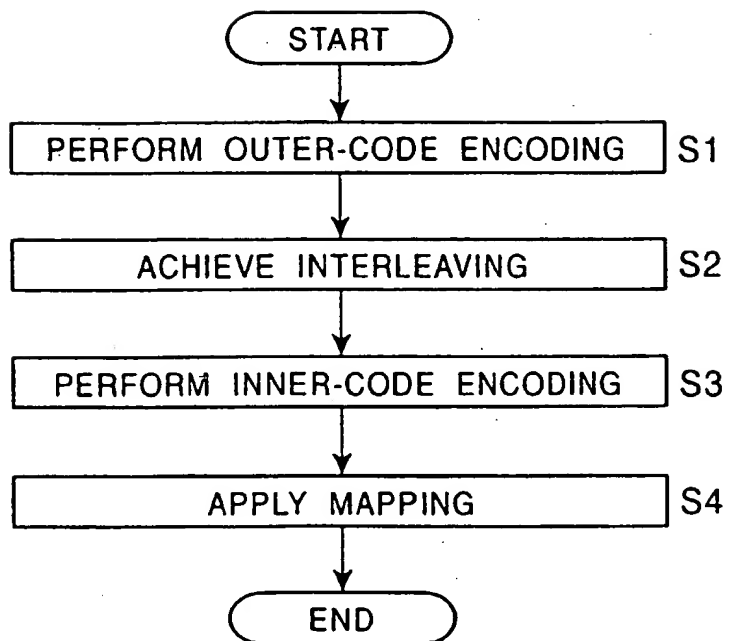 START
PERFORM OUTER-CODE ENCODING S1
ACHIEVE INTERLEAVING S2
PERFORM INNER-CODE ENCODING S3
APPLY MAPPING S4
END